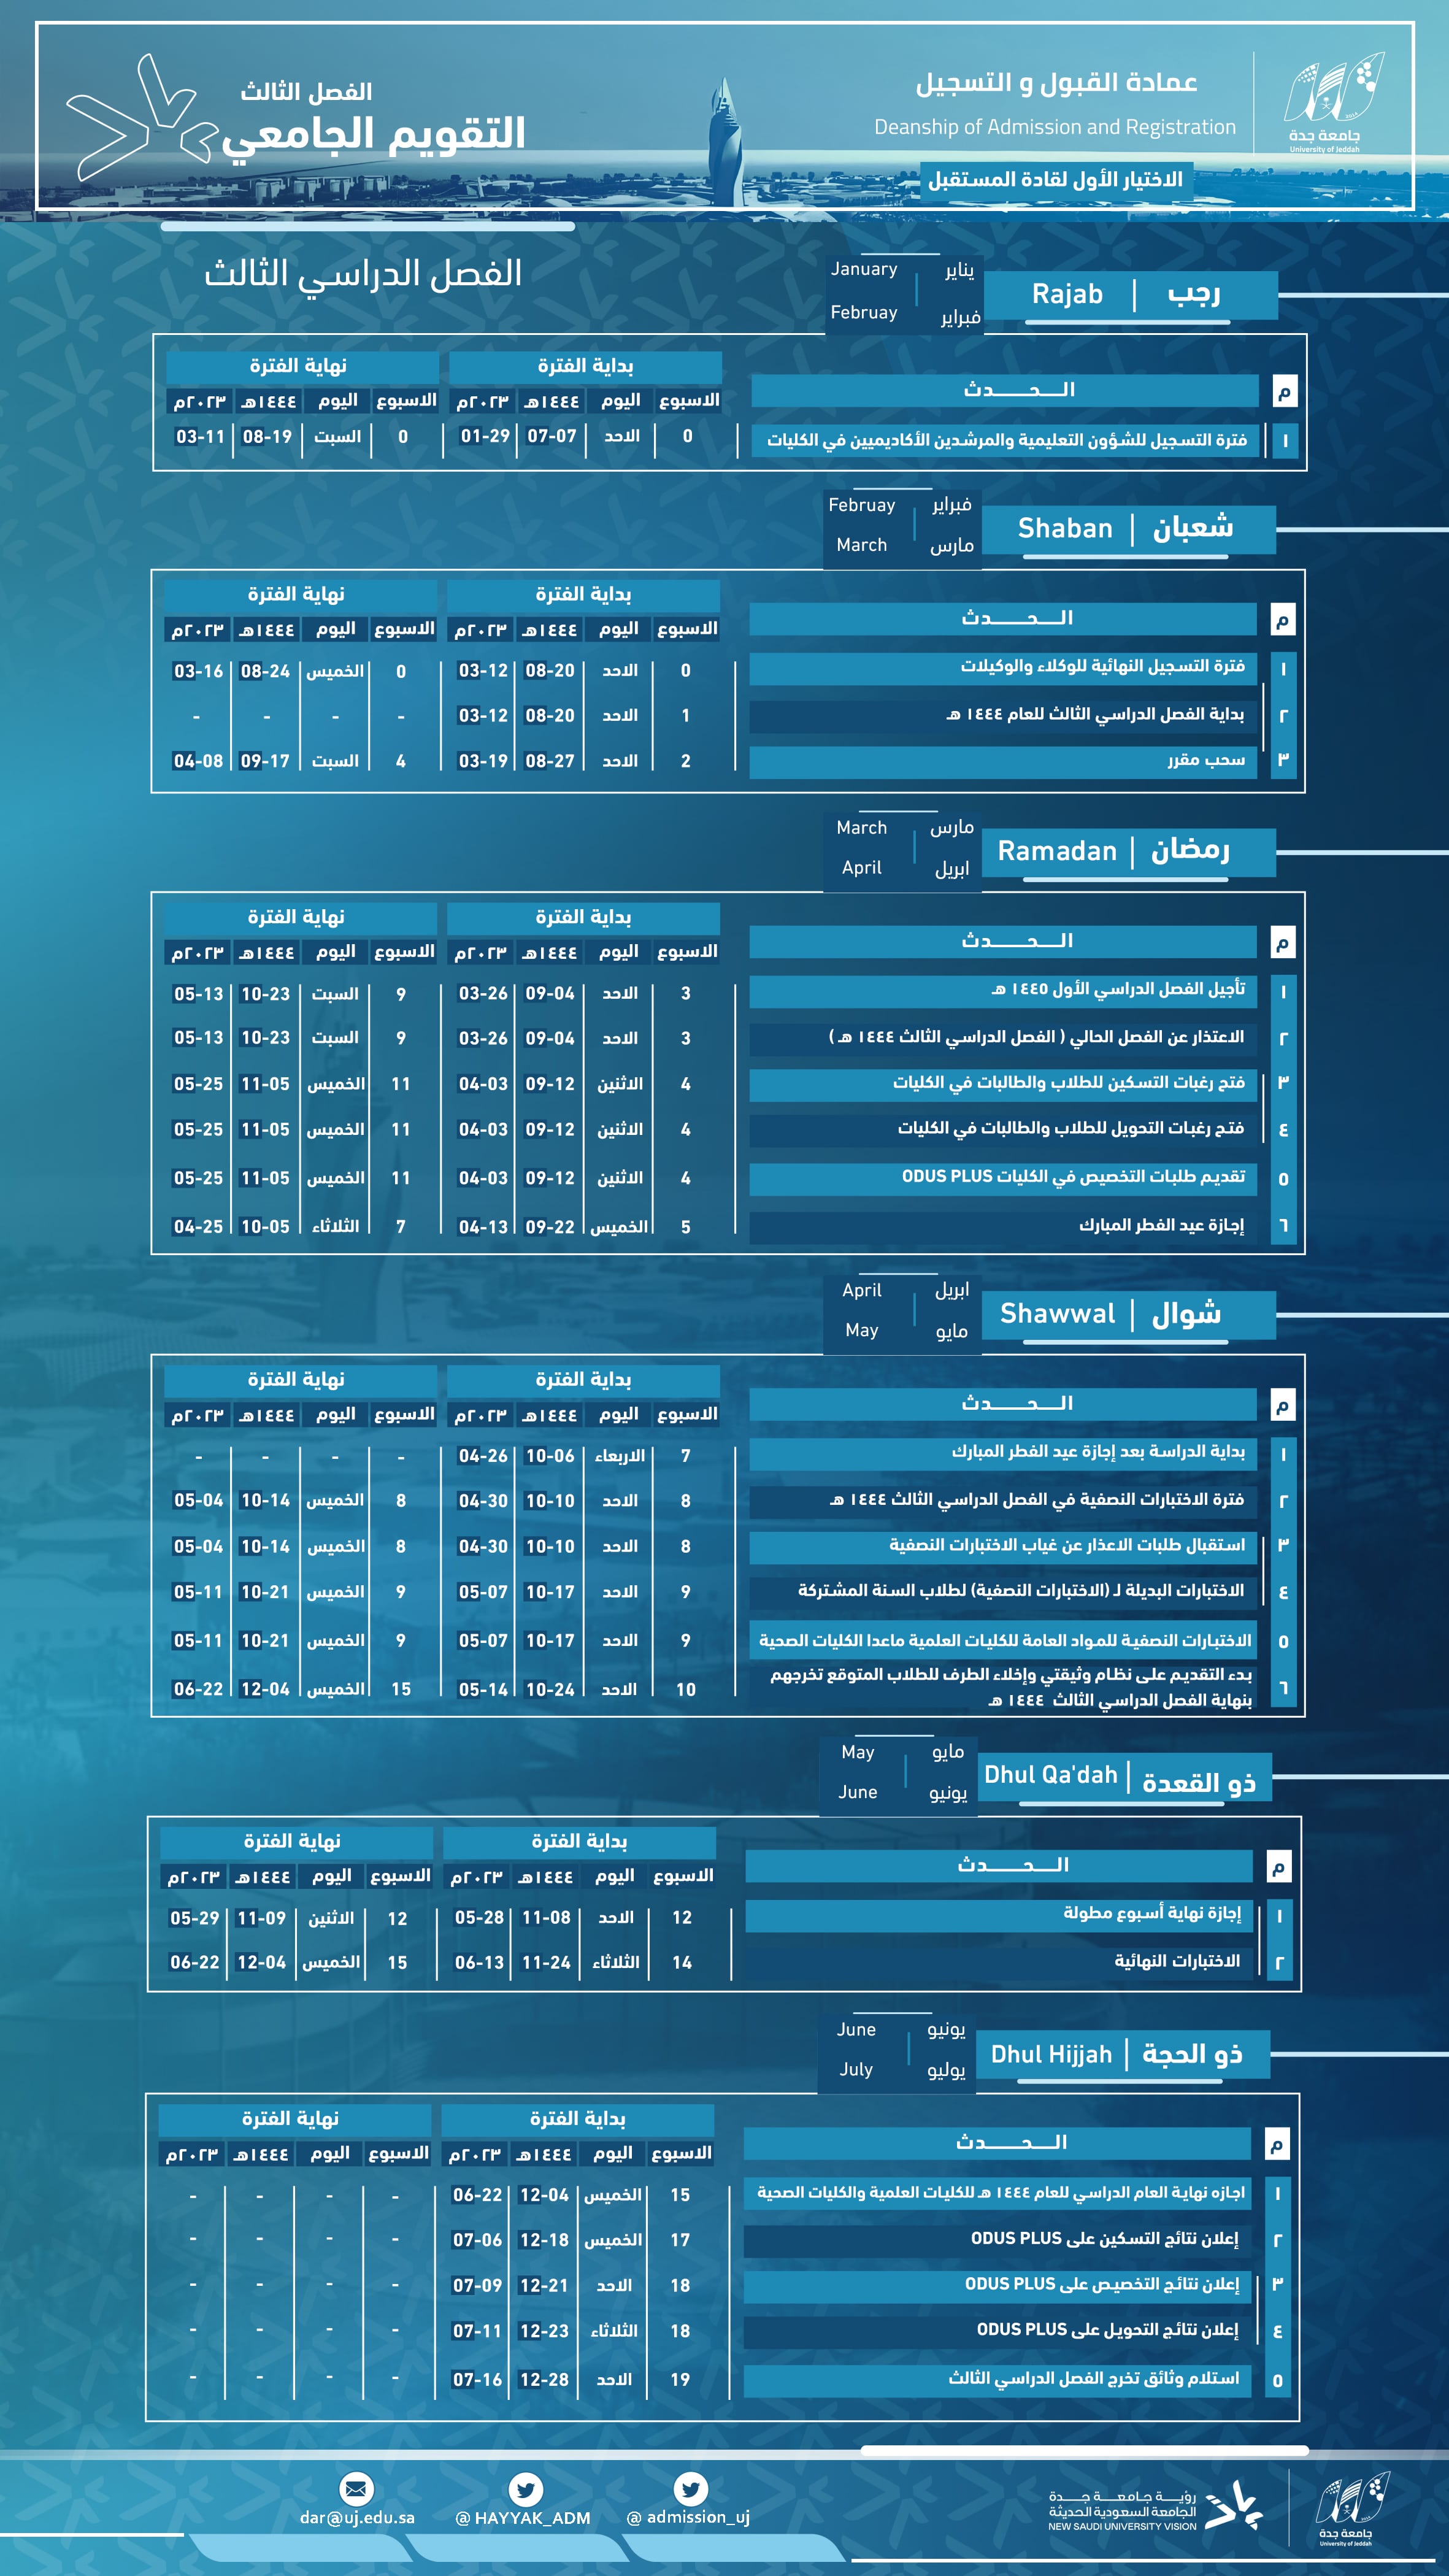 جامعة جدة
University of Jeddah
عمادة القبول و التسجيل
Deanship of Admission and Registration
الاختيار الأول لقادة المستقبل
الفصل الثالث
التقويم الجامعي
الفصل الدراسي الثالث
رجب | Rajab
يناير January
فبراير Februay
بداية الفترة نهاية الفترة
م الـــحــــــدث
الاسبوع اليوم ١٤٤٤هـ ٢٠٢٣م الاسبوع اليوم ١٤٤٤هـ ٢٠٢٣م
١ فترة التسجيل للشؤون التعليمية والمرشدين الأكاديميين في الكليات 0 الاحد 07-07 01-29 0 السبت 08-19 03-11
شعبان | Shaban
فبراير Februay
مارس March
بداية الفترة نهاية الفترة
م الـــحــــــدث
الاسبوع اليوم ١٤٤٤هـ ٢٠٢٣م الاسبوع اليوم ١٤٤٤هـ ٢٠٢٣م
١ فترة التسجيل النهائية للوكلاء والوكيلات 0 الاحد 08-20 03-12 0 الخميس 08-24 03-16
٢ بداية الفصل الدراسي الثالث للعام ١٤٤٤ هـ 1 الاحد 08-20 03-12 - - - -
٣ سحب مقرر 2 الاحد 08-27 03-19 4 السبت 09-17 04-08
رمضان | Ramadan
مارس March
ابريل April
بداية الفترة نهاية الفترة
م الـــحــــــدث
الاسبوع اليوم ١٤٤٤هـ ٢٠٢٣م الاسبوع اليوم ١٤٤٤هـ ٢٠٢٣م
١ تأجيل الفصل الدراسي الأول ١٤٤٥ هـ 3 الاحد 09-04 03-26 9 السبت 10-23 05-13
٢ الاعتذار عن الفصل الحالي ( الفصل الدراسي الثالث ١٤٤٤ هـ ) 3 الاحد 09-04 03-26 9 السبت 10-23 05-13
٣ فتح رغبات التسكين للطلاب والطالبات في الكليات 4 الاثنين 09-12 04-03 11 الخميس 11-05 05-25
٤ فتح رغبات التحويل للطلاب والطالبات في الكليات 4 الاثنين 09-12 04-03 11 الخميس 11-05 05-25
٥ تقديم طلبات التخصيص في الكليات ODUS PLUS 4 الاثنين 09-12 04-03 11 الخميس 11-05 05-25
٦ إجازة عيد الفطر المبارك 5 الخميس 09-22 04-13 7 الثلاثاء 10-05 04-25
شوال | Shawwal
ابريل April
مايو May
بداية الفترة نهاية الفترة
م الـــحــــــدث
الاسبوع اليوم ١٤٤٤هـ ٢٠٢٣م الاسبوع اليوم ١٤٤٤هـ ٢٠٢٣م
١ بداية الدراسة بعد إجازة عيد الفطر المبارك 7 الاربعاء 10-06 04-26 - - - -
٢ فترة الاختبارات النصفية في الفصل الدراسي الثالث ١٤٤٤ هـ 8 الاحد 10-10 04-30 8 الخميس 10-14 05-04
٣ استقبال طلبات الاعذار عن غياب الاختبارات النصفية 8 الاحد 10-10 04-30 8 الخميس 10-14 05-04
٤ الاختبارات البديلة لـ (الاختبارات النصفية) لطلاب السنة المشتركة 9 الاحد 10-17 05-07 9 الخميس 10-21 05-11
٥ الاختبارات النصفية للمواد العامة للكليات العلمية ماعدا الكليات الصحية 9 الاحد 10-17 05-07 9 الخميس 10-21 05-11
٦ بدء التقديم على نظام وثيقتي وإخلاء الطرف للطلاب المتوقع تخرجهم
بنهاية الفصل الدراسي الثالث ١٤٤٤ هـ 10 الاحد 10-24 05-14 15 الخميس 12-04 06-22
ذو القعدة | Dhul Qa'dah
مايو May
يونيو June
بداية الفترة نهاية الفترة
م الـــحــــــدث
الاسبوع اليوم ١٤٤٤هـ ٢٠٢٣م الاسبوع اليوم ١٤٤٤هـ ٢٠٢٣م
١ إجازة نهاية أسبوع مطولة 12 الاحد 11-08 05-28 12 الاثنين 11-09 05-29
٢ الاختبارات النهائية 14 الثلاثاء 11-24 06-13 15 الخميس 12-04 06-22
ذو الحجة | Dhul Hijjah
يونيو June
يوليو July
بداية الفترة نهاية الفترة
م الـــحــــــدث
الاسبوع اليوم ١٤٤٤هـ ٢٠٢٣م الاسبوع اليوم ١٤٤٤هـ ٢٠٢٣م
١ اجازه نهاية العام الدراسي للعام ١٤٤٤ هـ للكليات العلمية والكليات الصحية 15 الخميس 12-04 06-22 - - - -
٢ إعلان نتائج التسكين على ODUS PLUS 17 الخميس 12-18 07-06 - - - -
٣ إعلان نتائج التخصيص على ODUS PLUS 18 الاحد 12-21 07-09 - - - -
٤ إعلان نتائج التحويل على ODUS PLUS 18 الثلاثاء 12-23 07-11 - - - -
٥ استلام وثائق تخرج الفصل الدراسي الثالث 19 الاحد 12-28 07-16 - - - -
جامعة جدة
University of Jeddah
رؤيـــة جـامعـــة جـــــدة
الجامعة السعودية الحديثة
NEW SAUDI UNIVERSITY VISION
@ admission_uj
@ HAYYAK_ADM
dar@uj.edu.sa